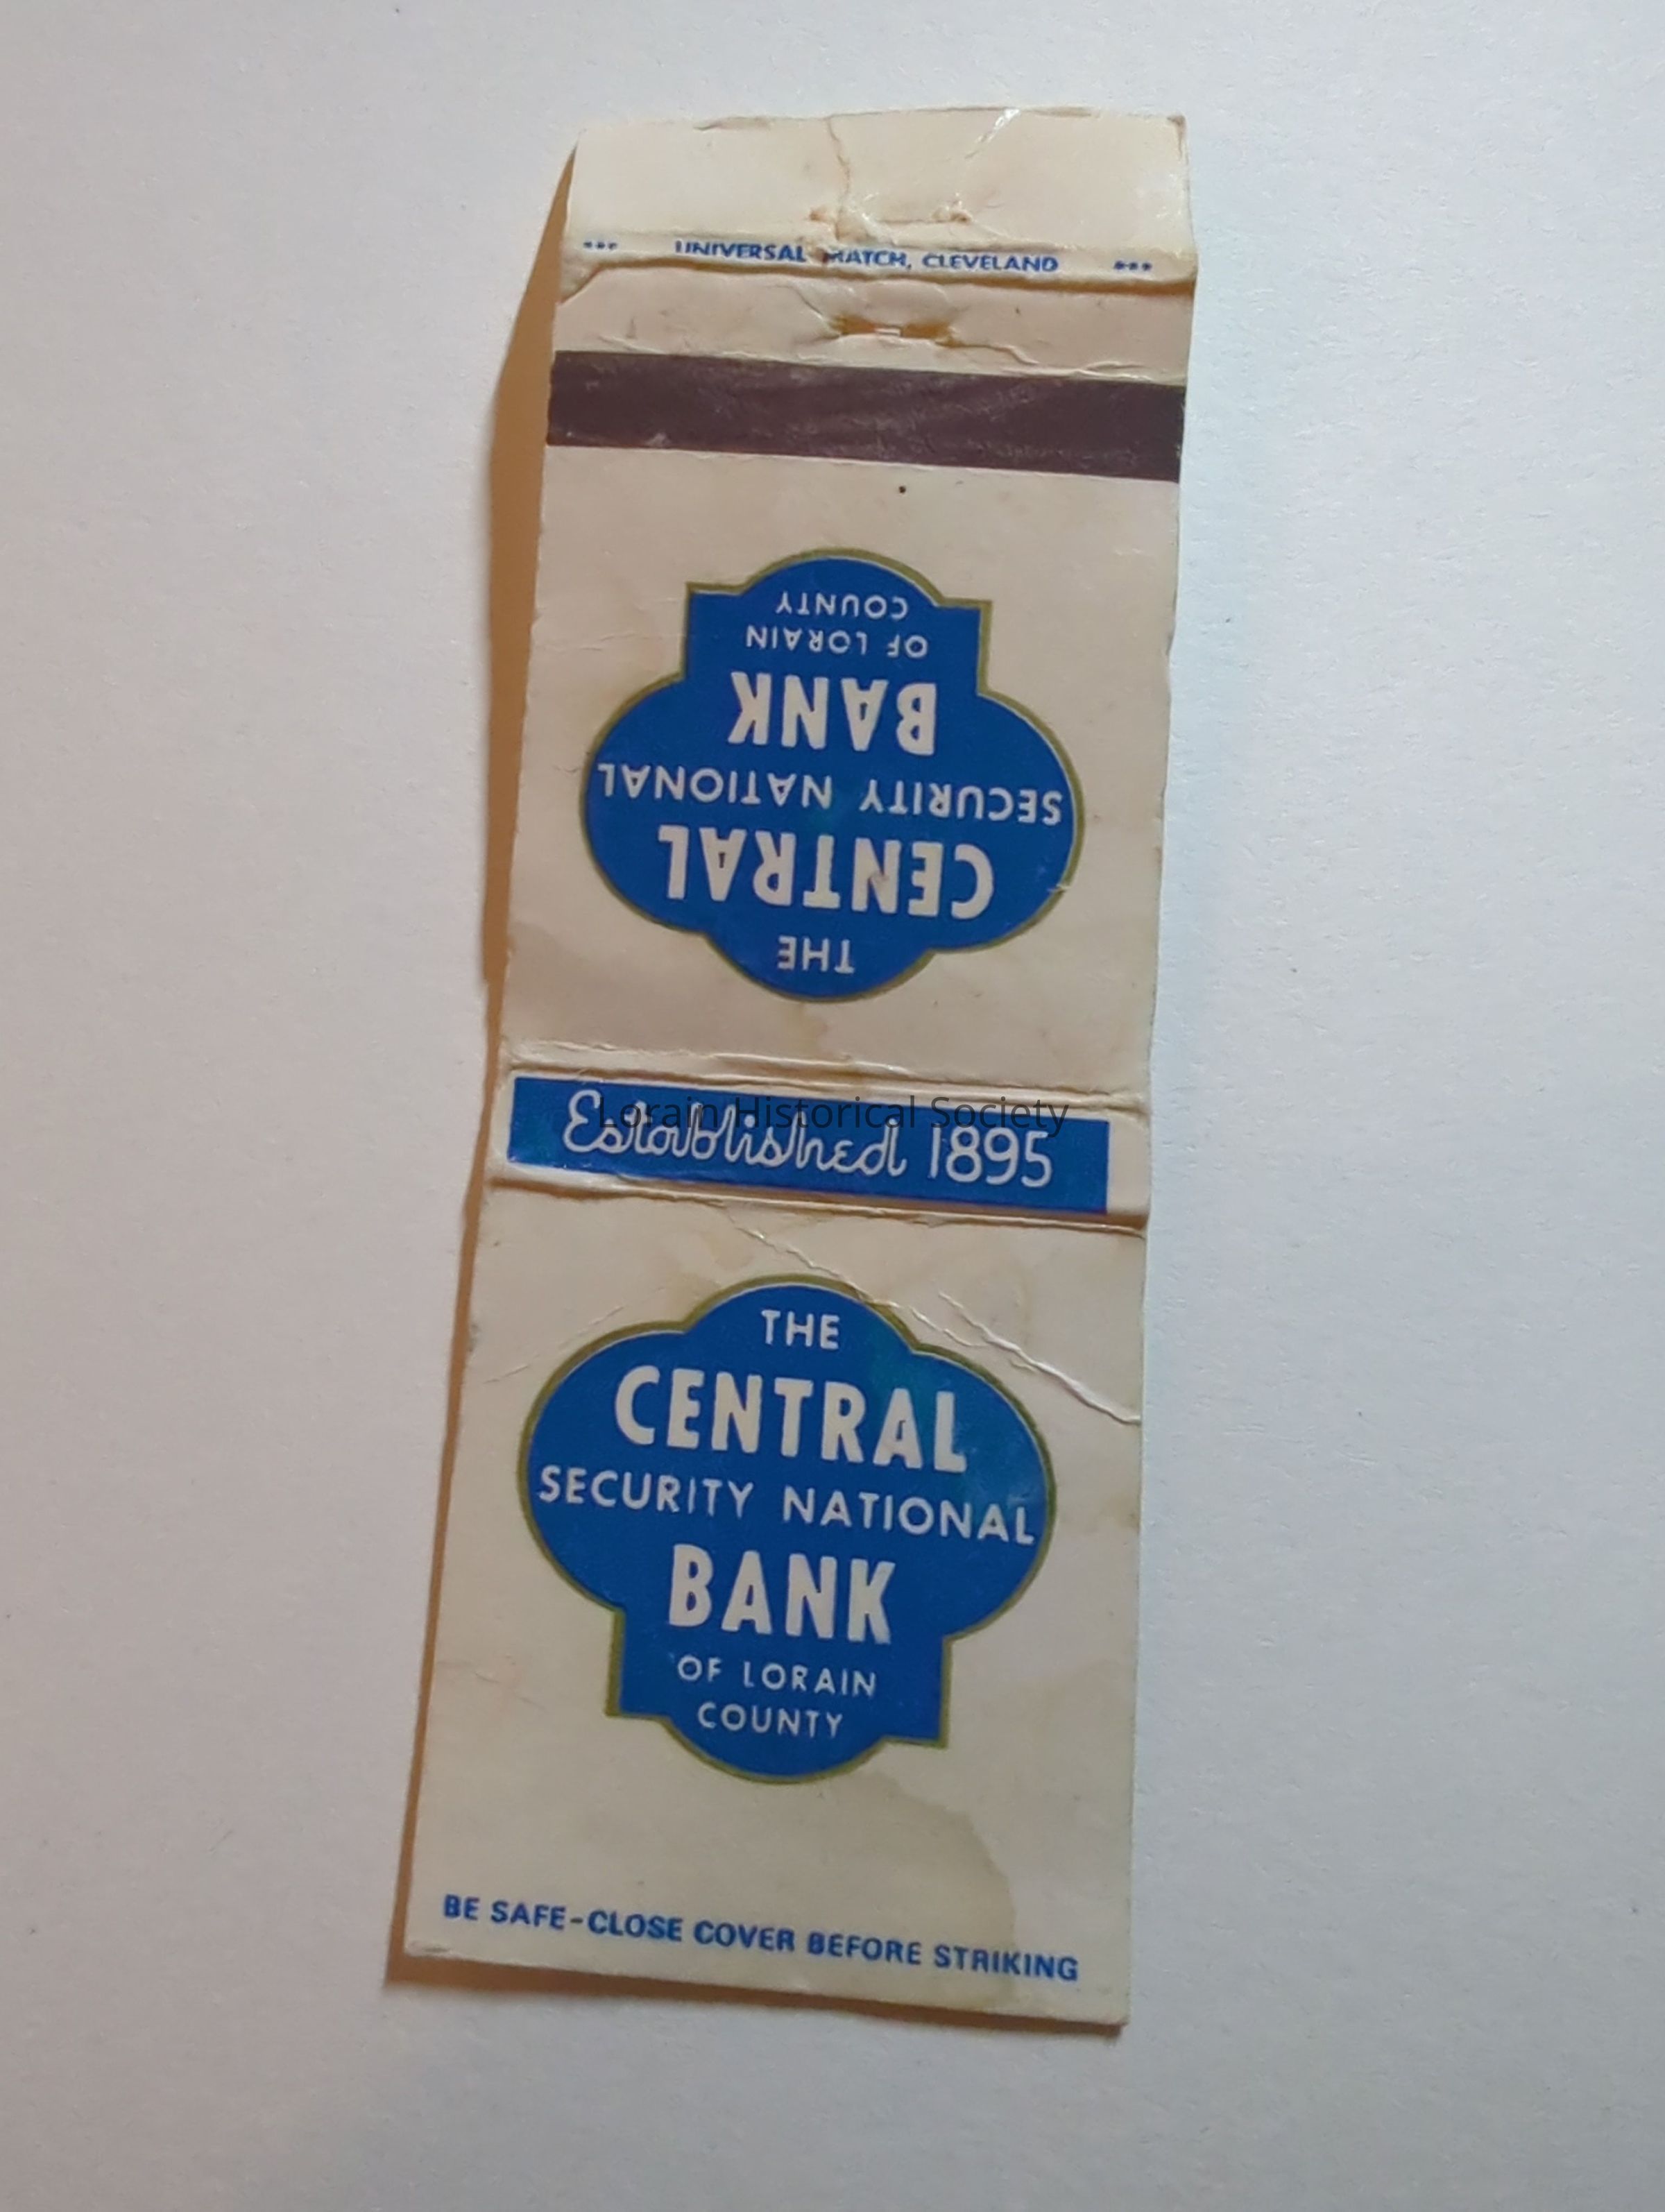 *** UNIVERSAL MATCH, CLEVELAND ***
THE
CENTRAL
SECURITY NATIONAL
BANK
OF LORAIN
COUNTY
Lorain Historical Society
Established 1895
THE
CENTRAL
SECURITY NATIONAL
BANK
OF LORAIN
COUNTY
BE SAFE-CLOSE COVER BEFORE STRIKING